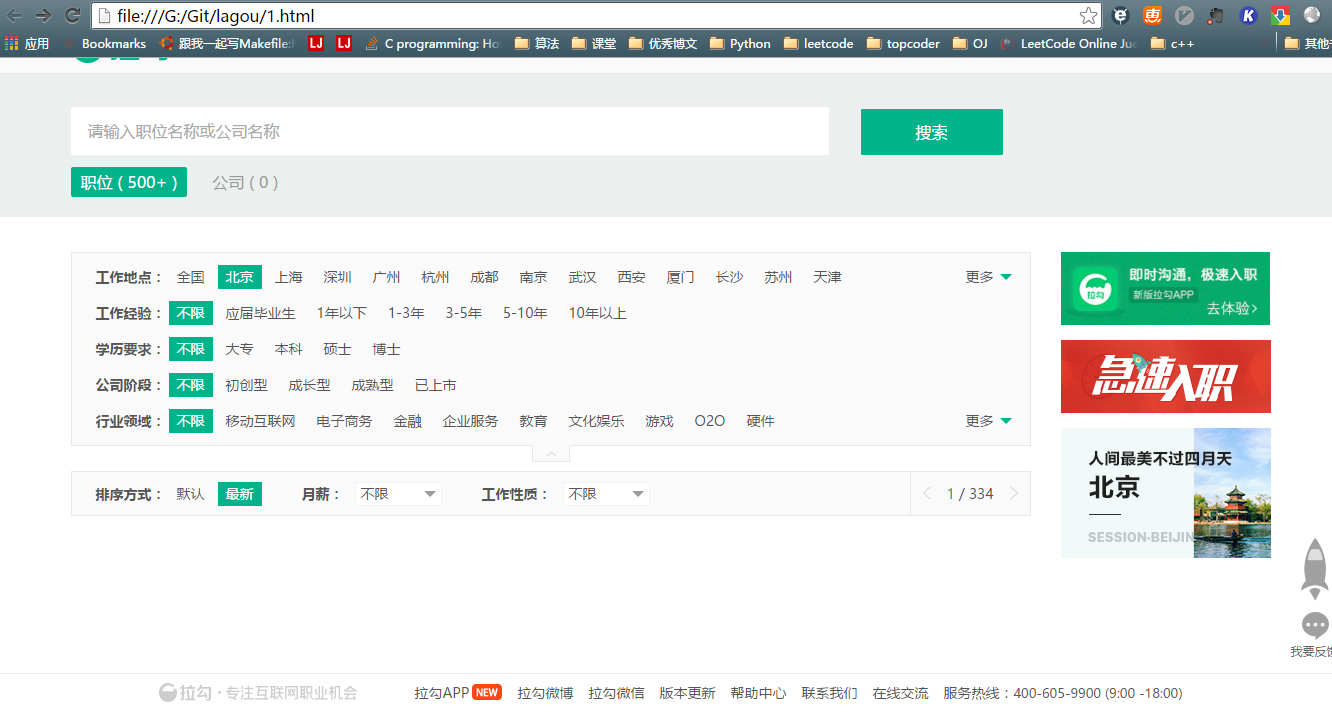 file:///G:/Git/lagou/1.html
应用 Bookmarks 跟我一起写Makefile: LJ LJ C programming: Ho 算法 课堂 优秀博文 Python leetcode topcoder OJ LeetCode Online Juc c++ 其他
请输入职位名称或公司名称 搜索
职位 ( 500+ ) 公司 ( 0 )
工作地点： 全国 北京 上海 深圳 广州 杭州 成都 南京 武汉 西安 厦门 长沙 苏州 天津 更多
工作经验： 不限 应届毕业生 1年以下 1-3年 3-5年 5-10年 10年以上
学历要求： 不限 大专 本科 硕士 博士
公司阶段： 不限 初创型 成长型 成熟型 已上市
行业领域： 不限 移动互联网 电子商务 金融 企业服务 教育 文化娱乐 游戏 O2O 硬件 更多
排序方式： 默认 最新 月薪： 不限 工作性质： 不限 1 / 334
拉勾
即时沟通，极速入职
新版拉勾APP
去体验>
急速入职
人间最美不过四月天
北京
SESSION·BEIJIN
我要反馈
拉勾·专注互联网职业机会 拉勾APP NEW 拉勾微博 拉勾微信 版本更新 帮助中心 联系我们 在线交流 服务热线：400-605-9900 (9:00 -18:00)